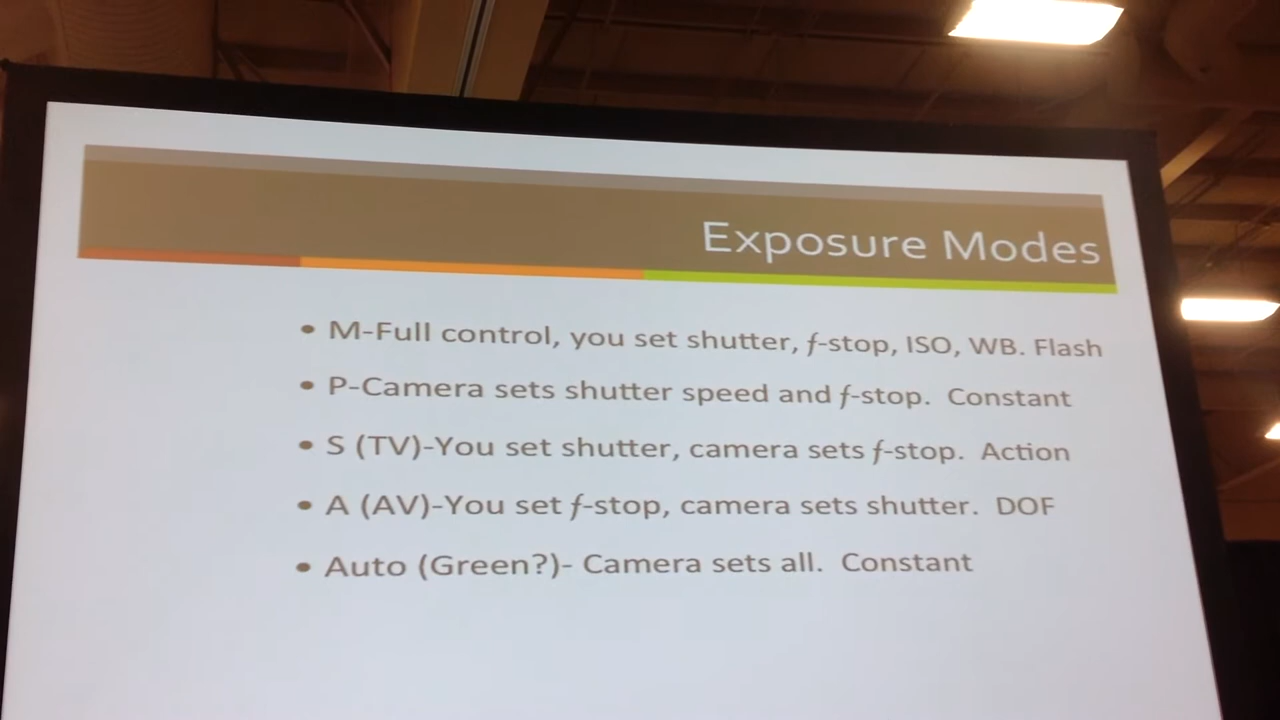 Exposure Modes
• M-Full control, you set shutter, f-stop, ISO, WB. Flash
• P-Camera sets shutter speed and f-stop.  Constant
• S (TV)-You set shutter, camera sets f-stop.  Action
• A (AV)-You set f-stop, camera sets shutter.  DOF
• Auto (Green?)- Camera sets all.  Constant